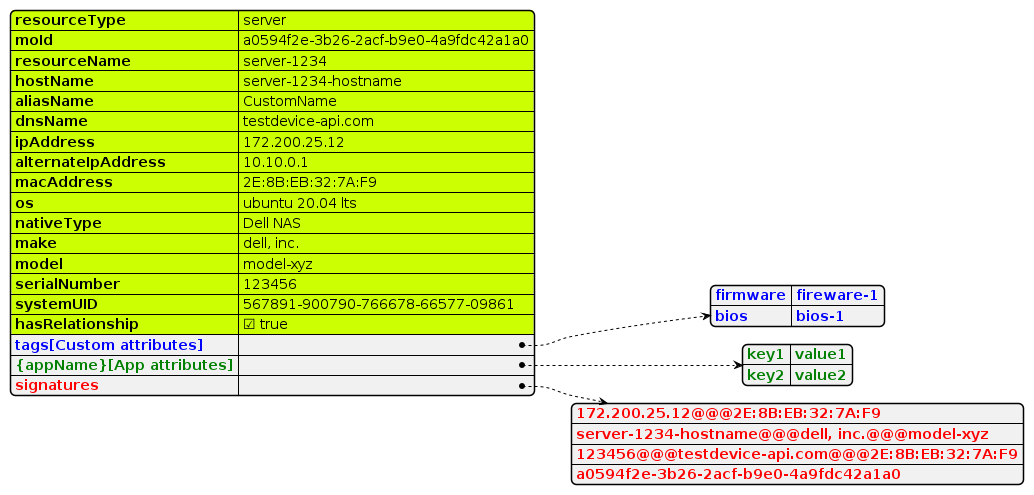 resourceType server
moId a0594f2e-3b26-2acf-b9e0-4a9fdc42a1a0
resourceName server-1234
hostName server-1234-hostname
aliasName CustomName
dnsName testdevice-api.com
ipAddress 172.200.25.12
alternateIpAddress 10.10.0.1
macAddress 2E:8B:EB:32:7A:F9
os ubuntu 20.04 lts
nativeType Dell NAS
make dell, inc.
model model-xyz
serialNumber 123456
systemUID 567891-900790-766678-66577-09861
hasRelationship ☑ true
tags[Custom attributes]
{appName}[App attributes]
signatures
firmware fireware-1
bios bios-1
key1 value1
key2 value2
172.200.25.12@@@2E:8B:EB:32:7A:F9
server-1234-hostname@@@dell, inc.@@@model-xyz
123456@@@testdevice-api.com@@@2E:8B:EB:32:7A:F9
a0594f2e-3b26-2acf-b9e0-4a9fdc42a1a0